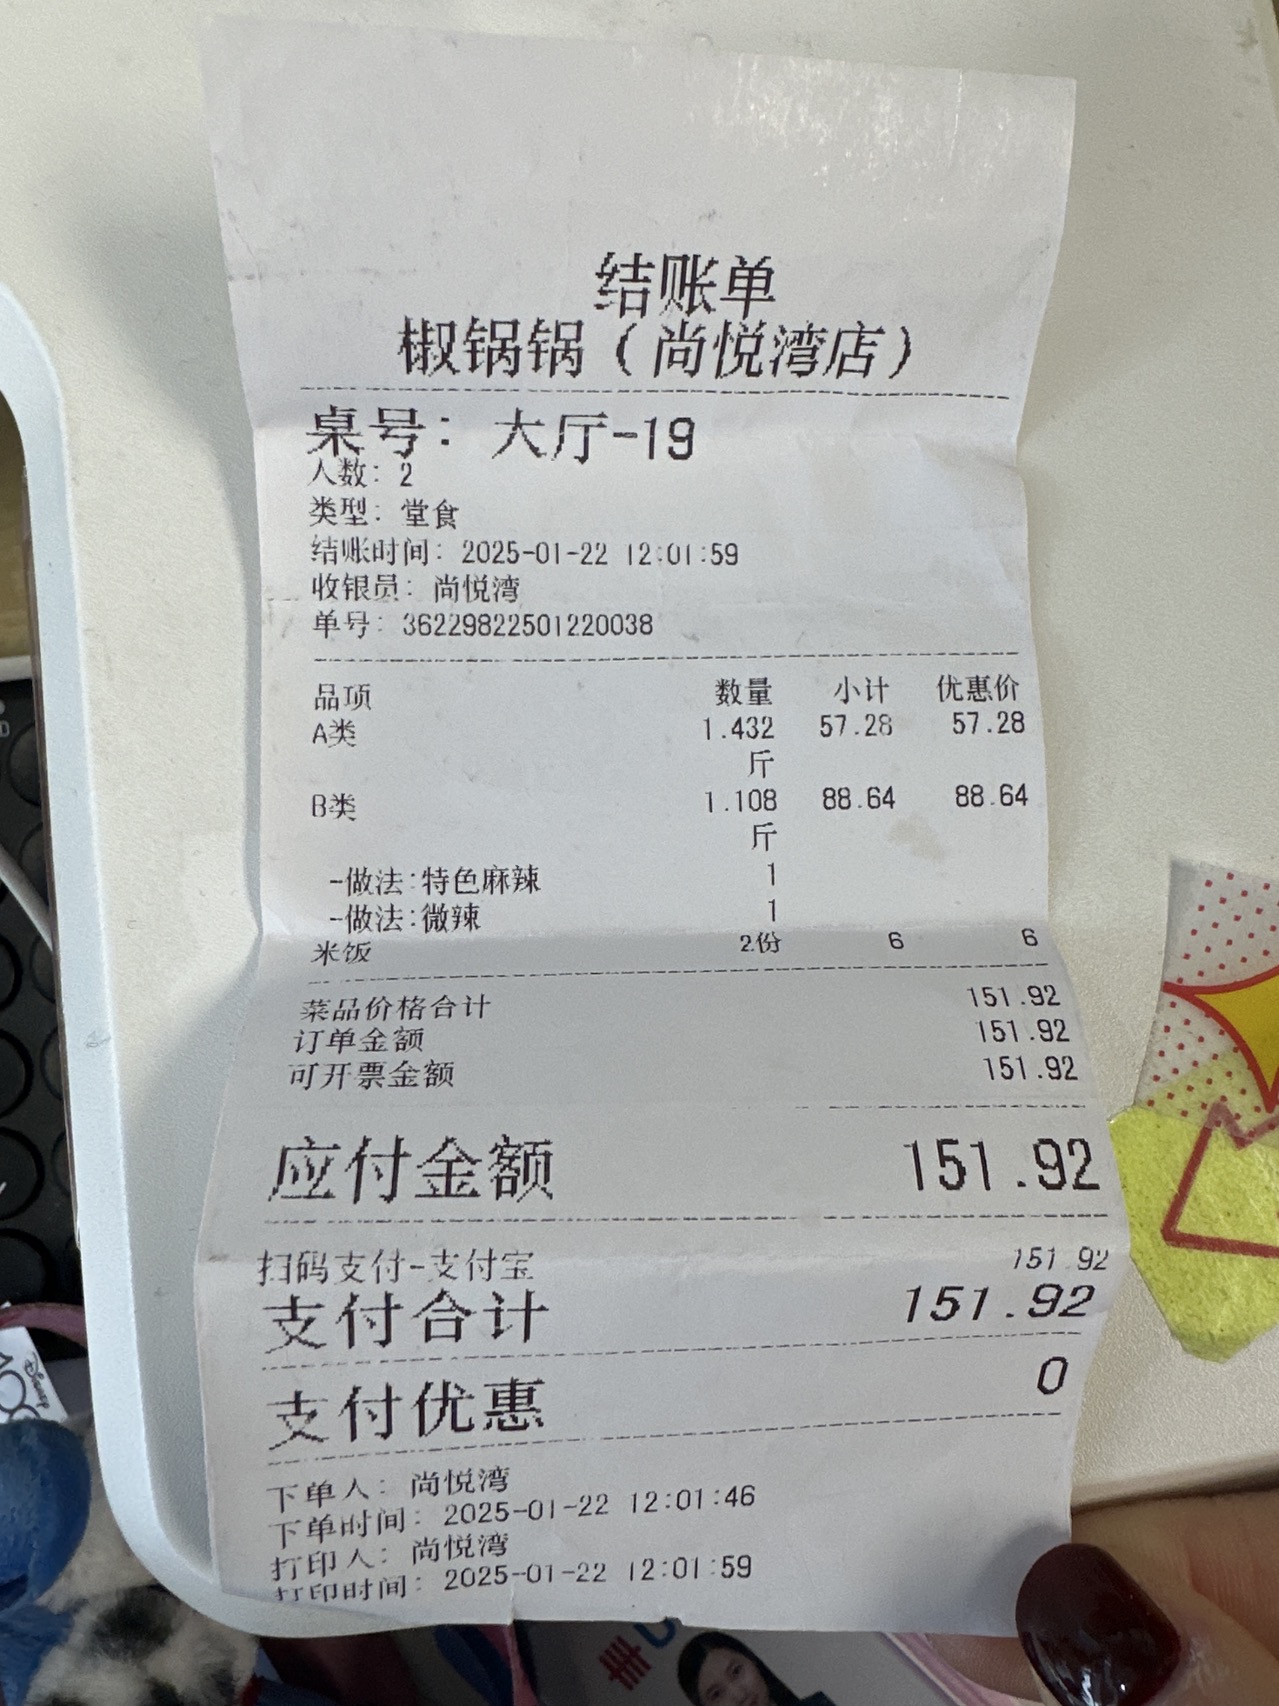 结账单
椒锅锅（尚悦湾店）
桌号：大厅-19
人数：2
类型：堂食
结账时间：2025-01-22 12:01:59
收银员：尚悦湾
单号：36229822501220038
品项 数量 小计 优惠价
A类 1.432 57.28 57.28
斤
B类 1.108 88.64 88.64
斤
-做法:特色麻辣 1
-做法:微辣 1
米饭 2份 6 6
菜品价格合计 151.92
订单金额 151.92
可开票金额 151.92
应付金额 151.92
扫码支付-支付宝 151.92
支付合计 151.92
支付优惠 0
下单人：尚悦湾
下单时间：2025-01-22 12:01:46
打印人：尚悦湾
打印时间：2025-01-22 12:01:59